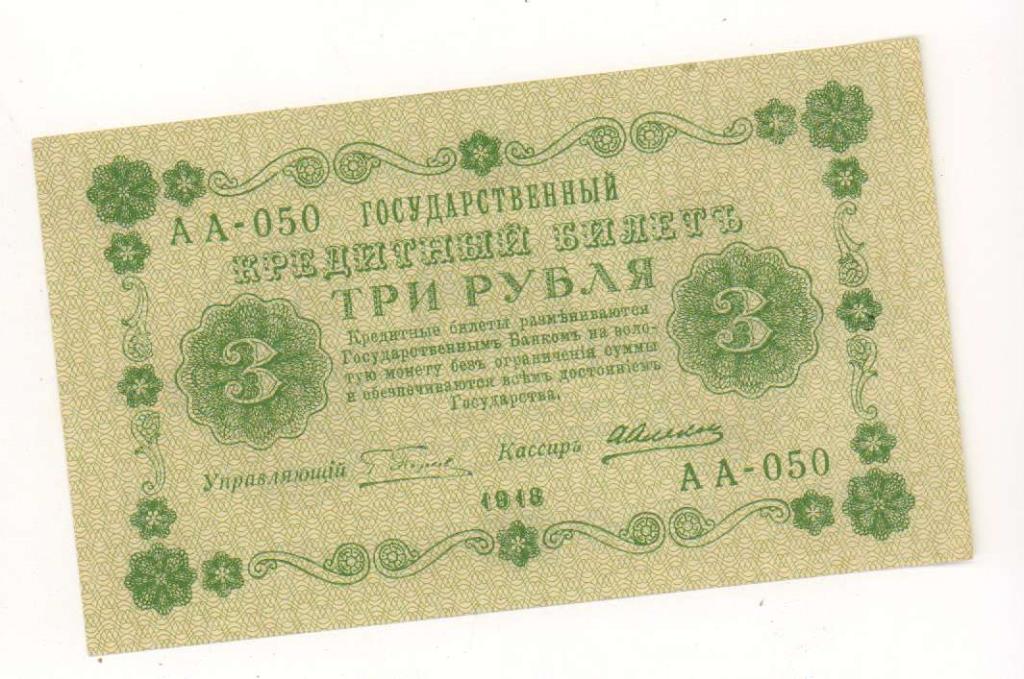 АА-050 ГОСУДАРСТВЕННЫЙ
КРЕДИТНЫЙ БИЛЕТЪ
ТРИ РУБЛЯ
3
3
Кредитные билеты размѣниваются
Государственнымъ Банкомъ на золо-
тую монету безъ ограниченія суммы
и обезпечиваются всѣмъ достояніемъ
Государства.
Управляющій
Кассиръ
АА-050
1918